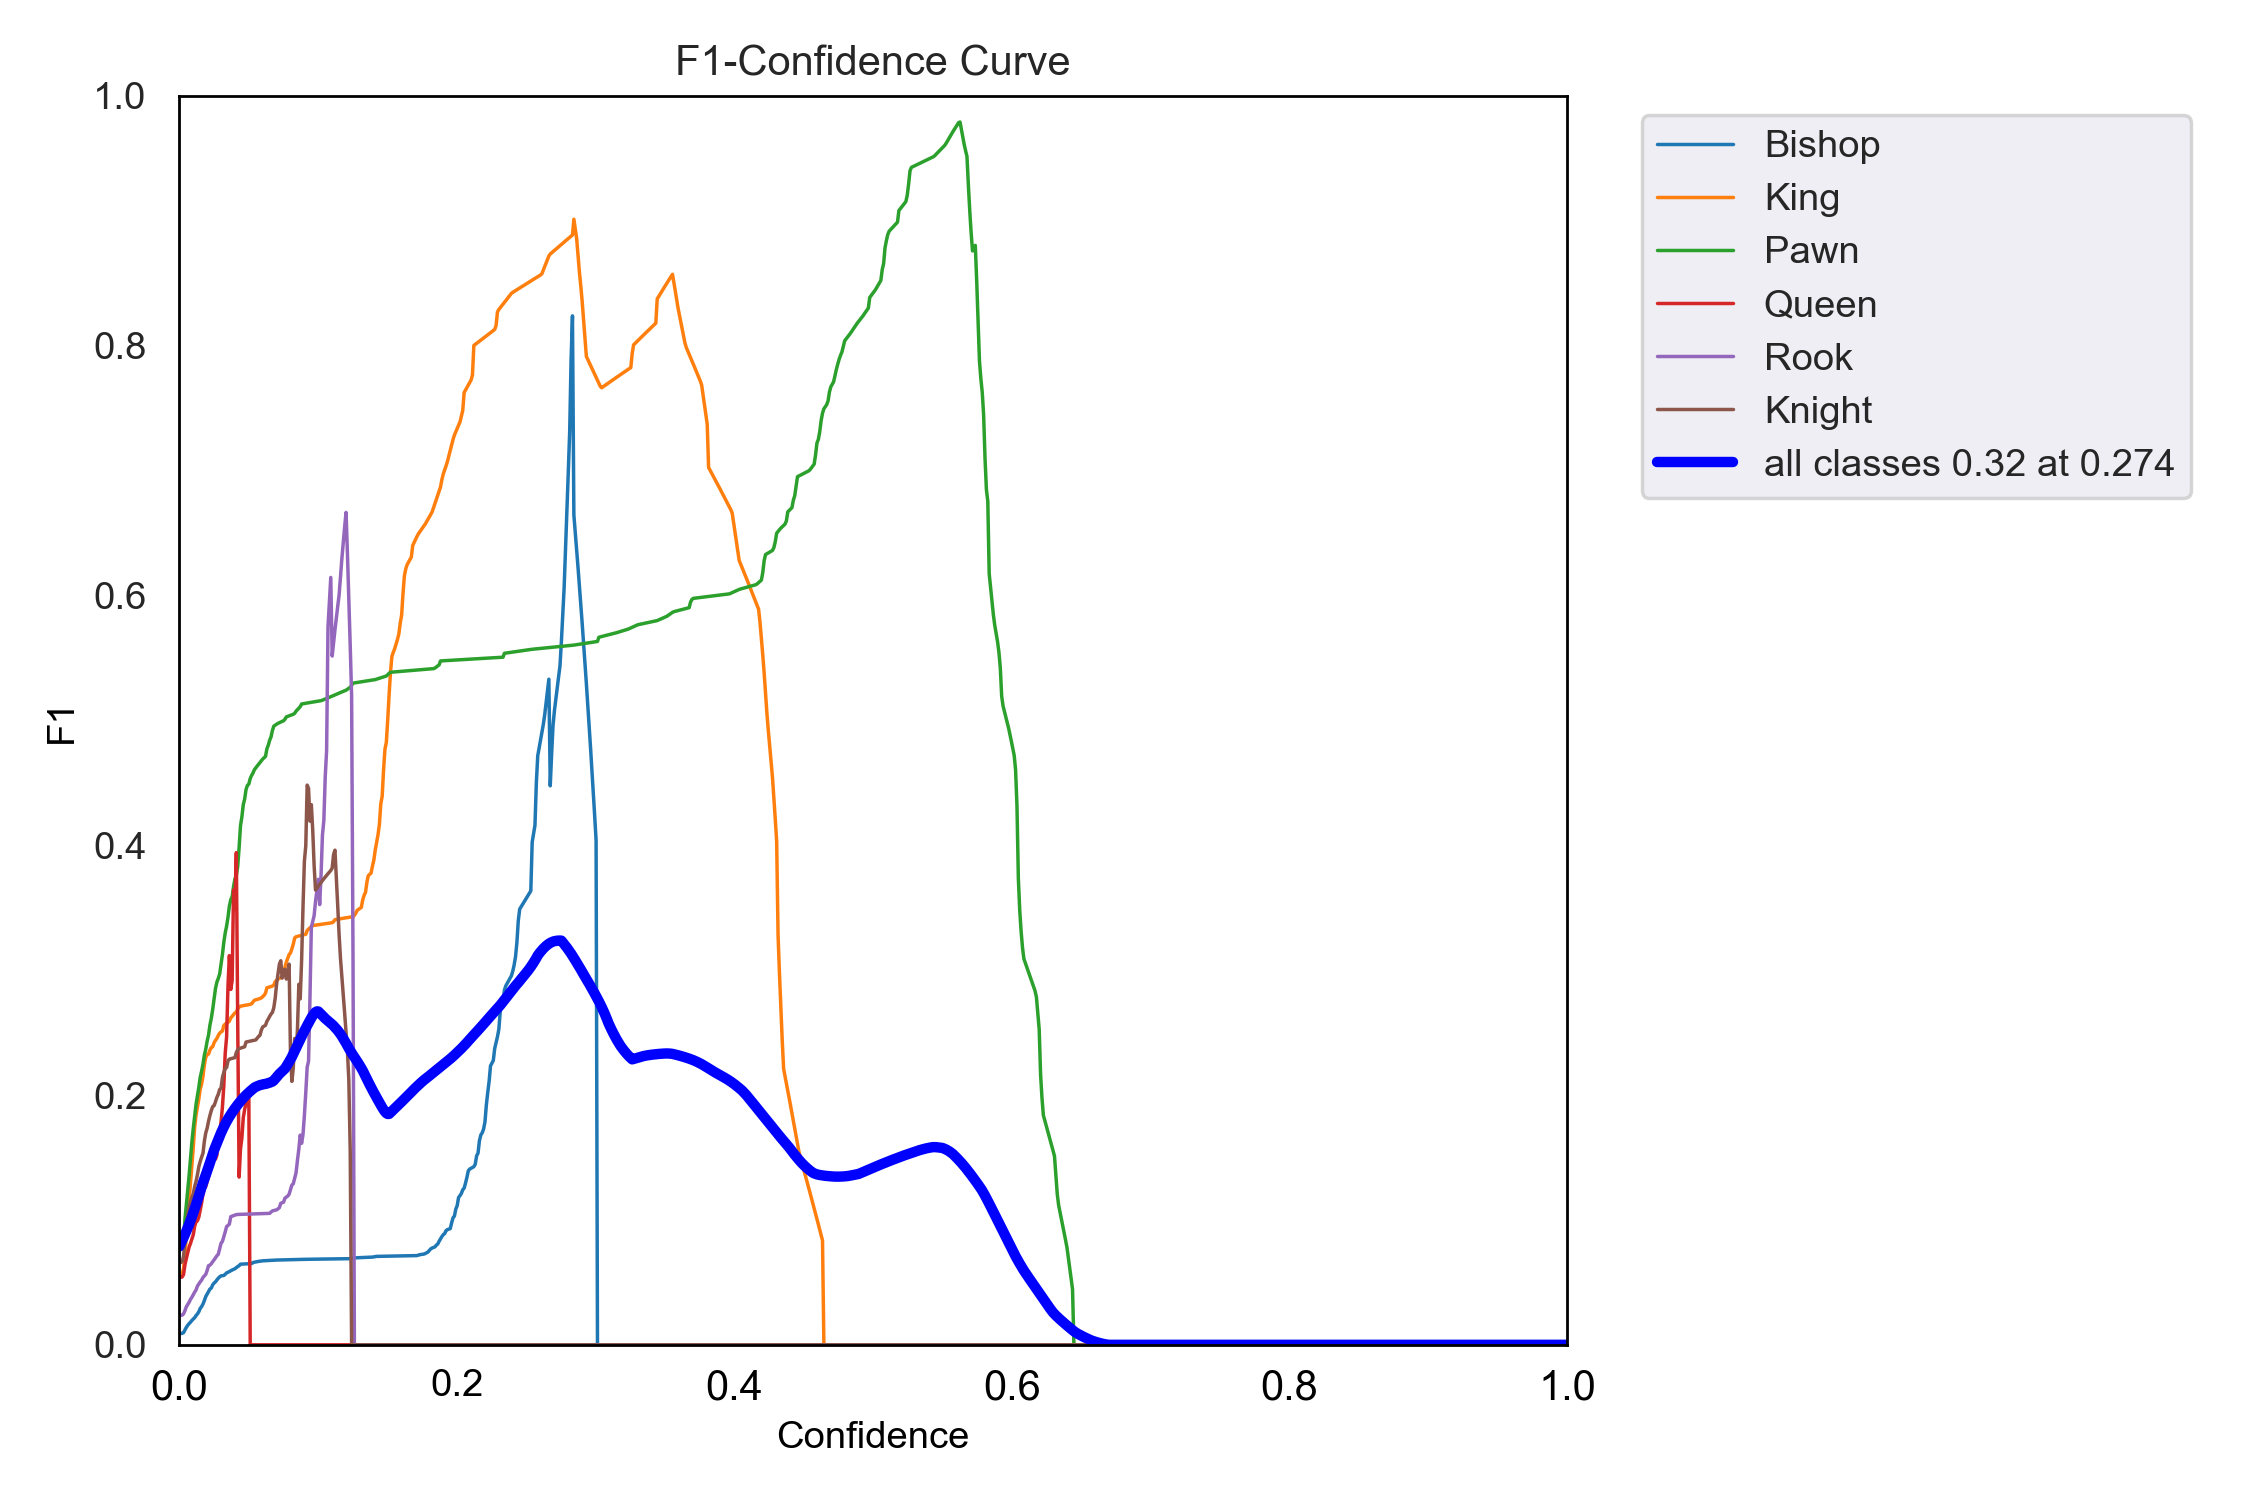 F1-Confidence Curve
1.0
0.8
0.6
0.4
0.2
0.0
F1
0.0 0.2 0.4 0.6 0.8 1.0
Confidence
Bishop
King
Pawn
Queen
Rook
Knight
all classes 0.32 at 0.274